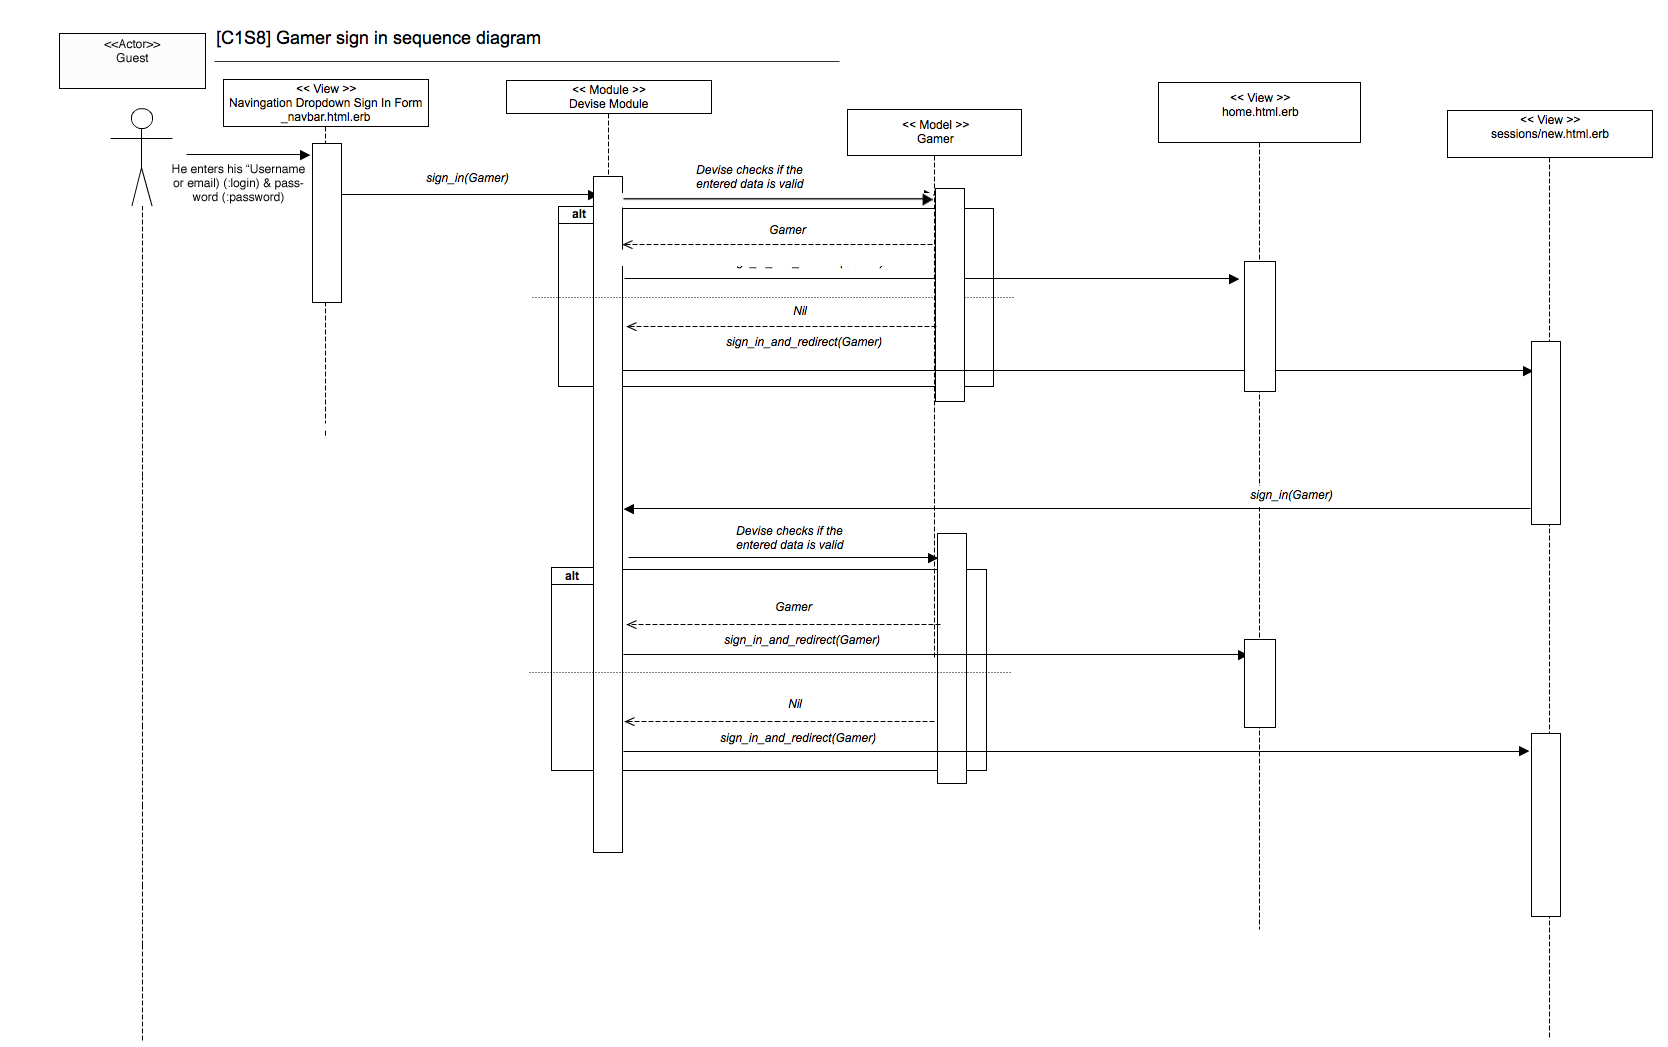 [C1S8] Gamer sign in sequence diagram
<<Actor>>
Guest
<< View >>
Navingation Dropdown Sign In Form
_navbar.html.erb
<< Module >>
Devise Module
<< Model >>
Gamer
<< View >>
home.html.erb
<< View >>
sessions/new.html.erb
He enters his “Username
or email) (:login) & pass-
word (:password)
sign_in(Gamer)
Devise checks if the
entered data is valid
alt
Gamer
Nil
sign_in_and_redirect(Gamer)
sign_in(Gamer)
Devise checks if the
entered data is valid
alt
Gamer
sign_in_and_redirect(Gamer)
Nil
sign_in_and_redirect(Gamer)